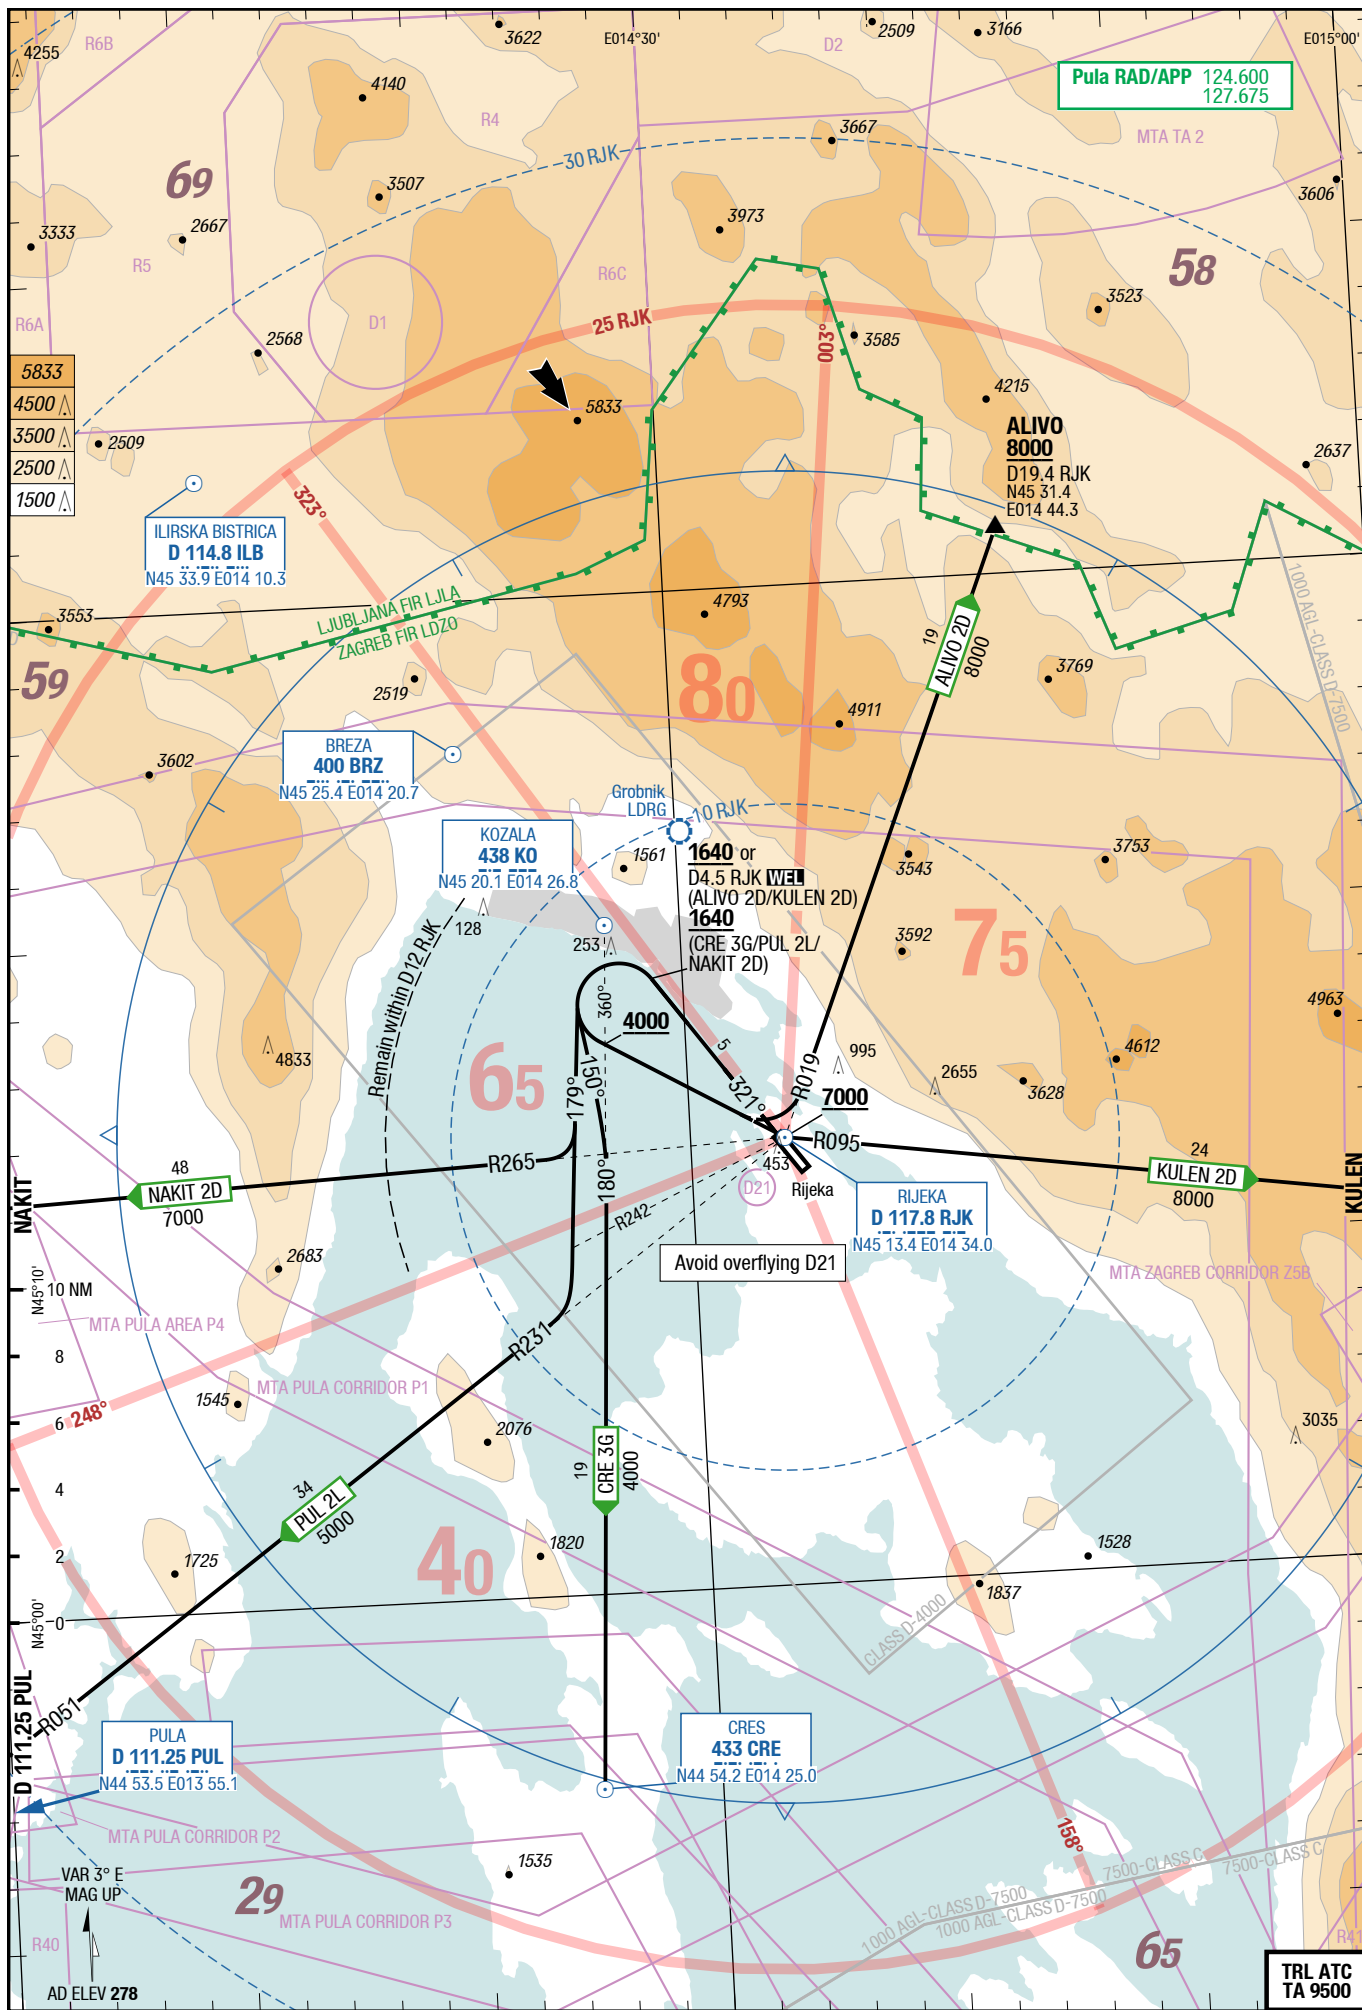 4255
R6B
3622
E014°30'
2509
3166
E015°00'
D2
Pula RAD/APP 124.600
127.675
4140
R4
3667
MTA TA 2
30 RJK
69
3507
3606
3333
2667
R5
3973
58
R6C
R6A
D1
25 RJK
003°
3523
3585
2568
5833
4500
3500
2500
1500
5833
4215
ALIVO
8000
D19.4 RJK
N45 31.4
E014 44.3
2509
2637
323°
ILIRSKA BISTRICA
D 114.8 ILB
N45 33.9 E014 10.3
1000 AGL-CLASS D-7500
3553
LJUBLJANA FIR LJLA
ZAGREB FIR LDZO
4793
19
ALIVO 2D
8000
59
2519
80
3769
4911
BREZA
400 BRZ
N45 25.4 E014 20.7
3602
Grobnik
LDRG
10 RJK
KOZALA
438 KO
N45 20.1 E014 26.8
1561
1640 or
D4.5 RJK WEL
(ALIVO 2D/KULEN 2D)
1640
(CRE 3G/PUL 2L/
NAKIT 2D)
3543
3753
128
253
3592
75
Remain within D12 RJK
360°
4000
4963
4833
65
5
321°
R019
995
2655
4612
3628
150°
179°
7000
R095
453
24
KULEN 2D
8000
KULEN
48
NAKIT 2D
7000
NAKIT
R265
180°
D21
Rijeka
RIJEKA
D 117.8 RJK
N45 13.4 E014 34.0
R242
Avoid overflying D21
2683
MTA ZAGREB CORRIDOR Z5B
N45°10'
10 NM
MTA PULA AREA P4
R231
8
MTA PULA CORRIDOR P1
1545
248°
6
2076
3035
19
CRE 3G
4000
4
34
PUL 2L
5000
40
1820
1528
2
1725
1837
CLASS D-4000
N45°00'
0
D 111.25 PUL
R051
PULA
D 111.25 PUL
N44 53.5 E013 55.1
CRES
433 CRE
N44 54.2 E014 25.0
MTA PULA CORRIDOR P2
158°
7500-CLASS C
7500-CLASS C
1535
VAR 3° E
MAG UP
29
MTA PULA CORRIDOR P3
1000 AGL-CLASS D-7500
1000 AGL-CLASS D-7500
R40
65
R41
AD ELEV 278
TRL ATC
TA 9500